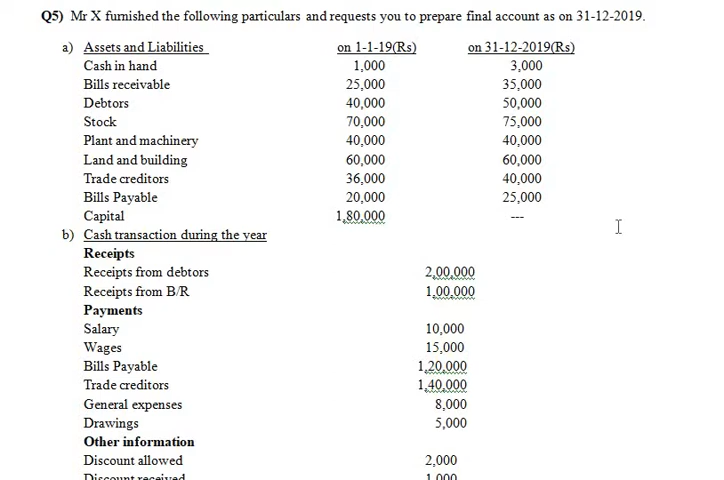 Q5) Mr X furnished the following particulars and requests you to prepare final account as on 31-12-2019.
a) Assets and Liabilities on 1-1-19(Rs) on 31-12-2019(Rs)
Cash in hand 1,000 3,000
Bills receivable 25,000 35,000
Debtors 40,000 50,000
Stock 70,000 75,000
Plant and machinery 40,000 40,000
Land and building 60,000 60,000
Trade creditors 36,000 40,000
Bills Payable 20,000 25,000
Capital 1,80,000 ---
b) Cash transaction during the year
Receipts
Receipts from debtors 2,00,000
Receipts from B/R 1,00,000
Payments
Salary 10,000
Wages 15,000
Bills Payable 1,20,000
Trade creditors 1,40,000
General expenses 8,000
Drawings 5,000
Other information
Discount allowed 2,000
Discount received 1,000